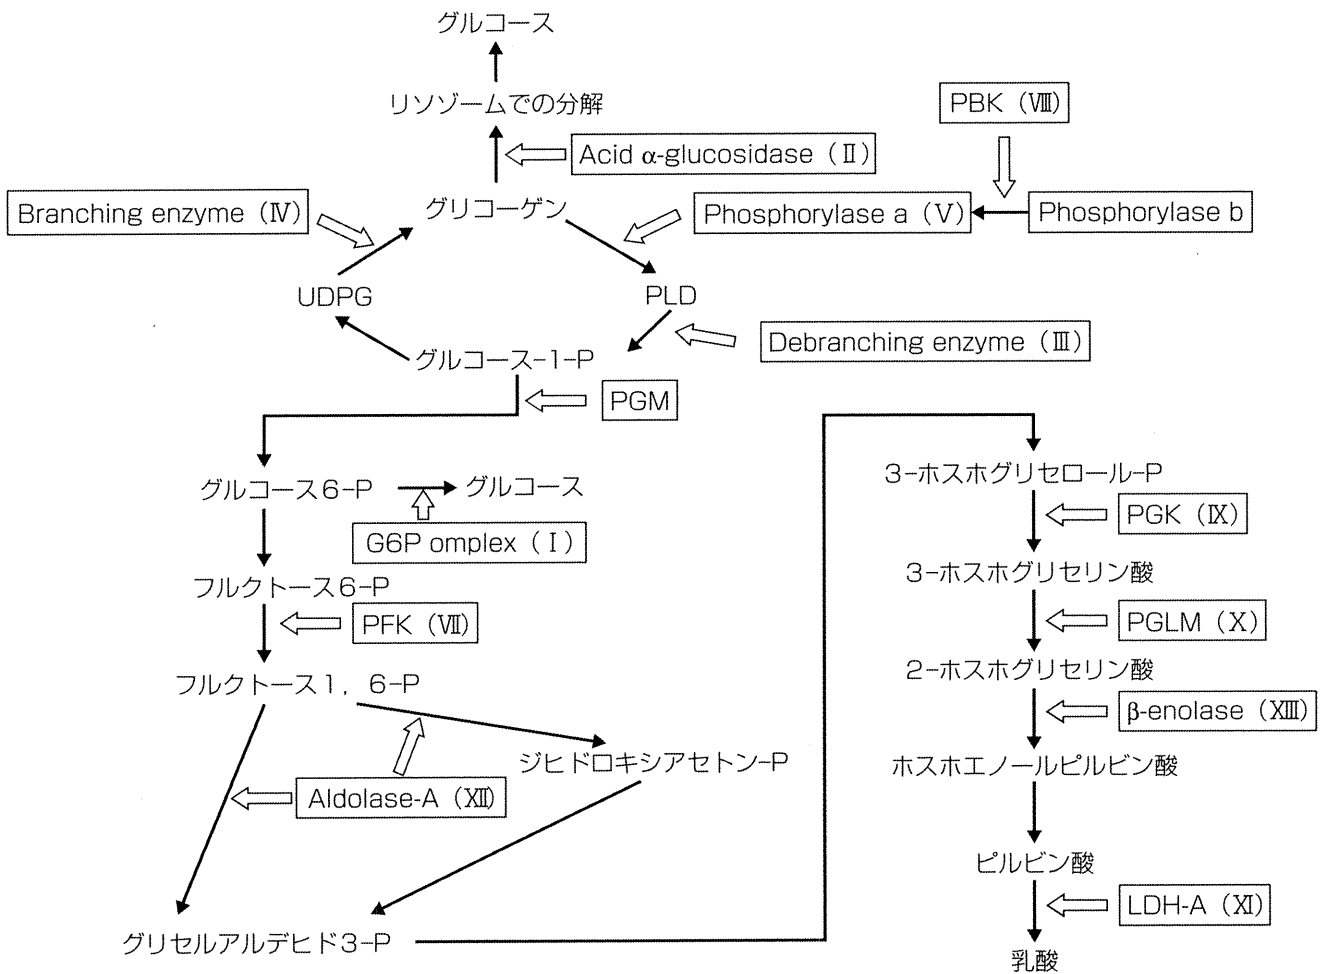 グルコース
リソゾームでの分解
PBK（Ⅷ）
Acid α-glucosidase（Ⅱ）
Branching enzyme（Ⅳ）
グリコーゲン
Phosphorylase a（Ⅴ）
Phosphorylase b
UDPG
PLD
Debranching enzyme（Ⅲ）
グルコース-1-P
PGM
グルコース6-P
グルコース
G6P omplex（Ⅰ）
フルクトース6-P
PFK（Ⅶ）
フルクトース1，6-P
ジヒドロキシアセトン-P
Aldolase-A（Ⅻ）
グリセルアルデヒド3-P
3-ホスホグリセロール-P
PGK（Ⅸ）
3-ホスホグリセリン酸
PGLM（Ⅹ）
2-ホスホグリセリン酸
β-enolase（XIII）
ホスホエノールピルビン酸
ピルビン酸
LDH-A（Ⅺ）
乳酸